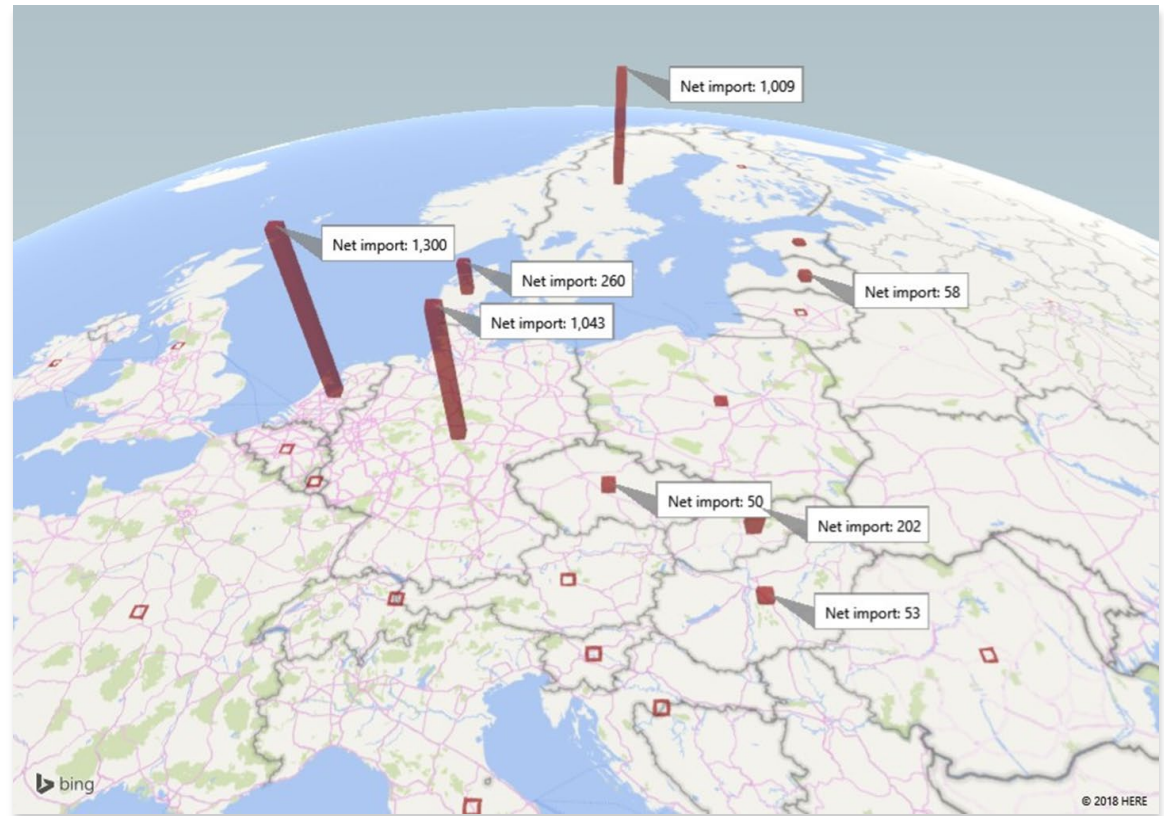 Net import: 1,009
Net import: 1,300
Net import: 260
Net import: 58
Net import: 1,043
Net import: 50
Net import: 202
Net import: 53
bing
© 2018 HERE